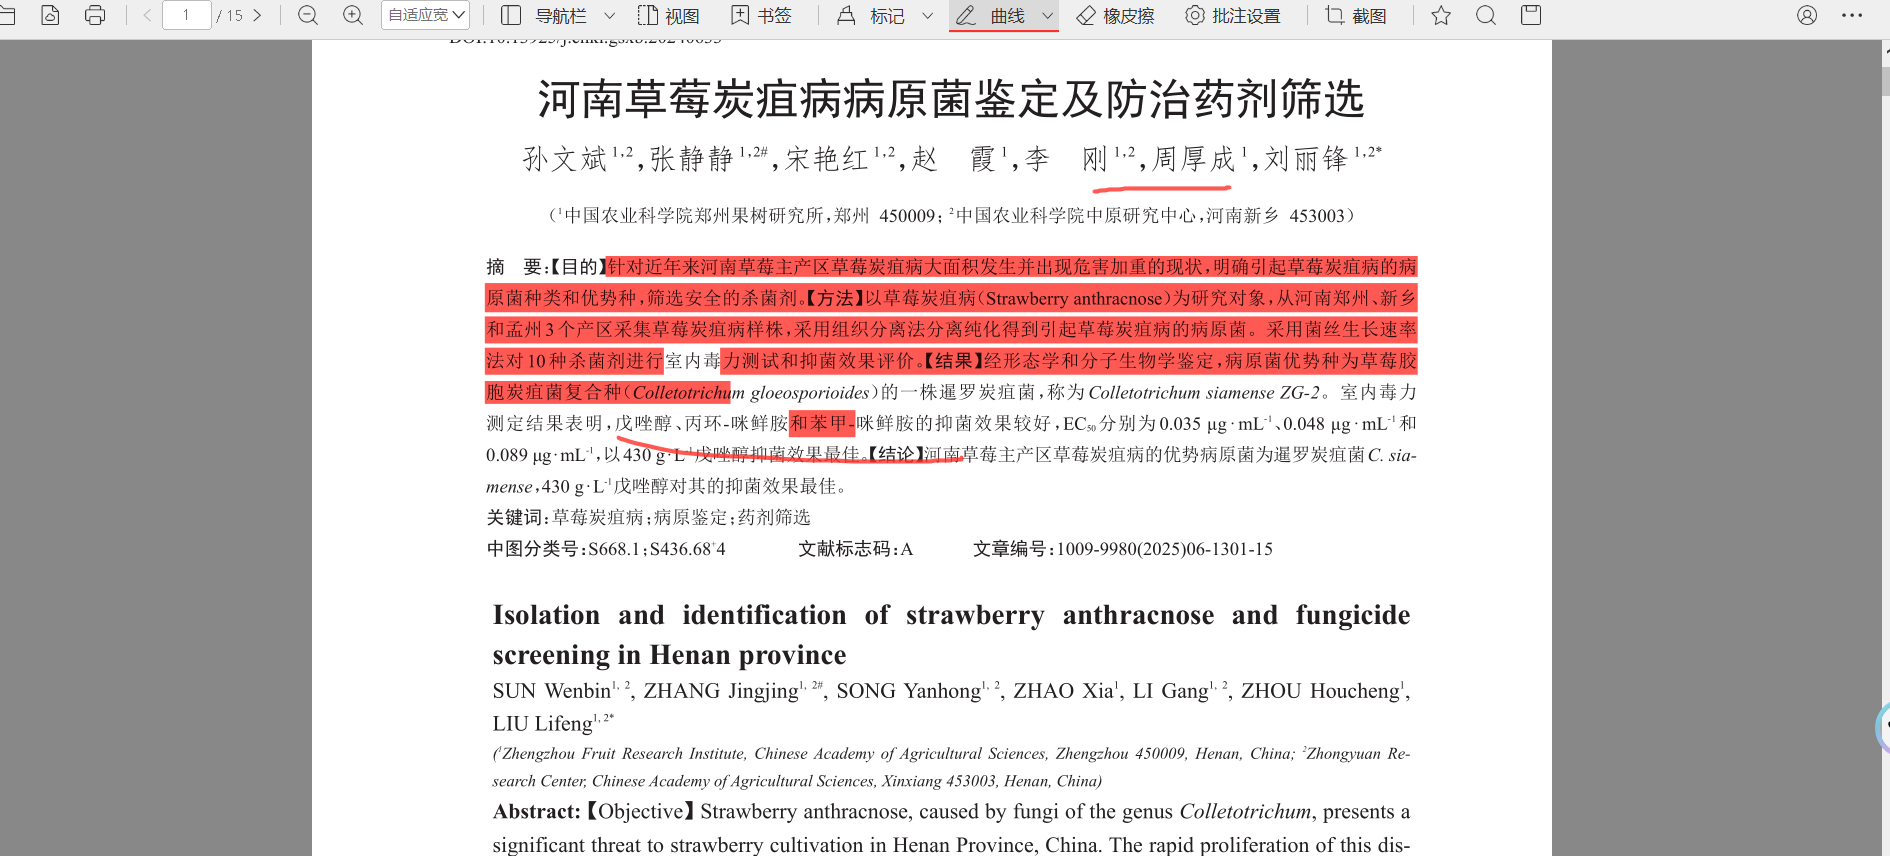 1 / 15 自适应宽 导航栏 视图 书签 标记 曲线 橡皮擦 批注设置 截图
河南草莓炭疽病病原菌鉴定及防治药剂筛选
孙文斌1,2,张静静1,2#,宋艳红1,2,赵 霞1,李 刚1,2,周厚成1,刘丽锋1,2*
(1中国农业科学院郑州果树研究所,郑州 450009; 2中国农业科学院中原研究中心,河南新乡 453003)
摘 要:【目的】针对近年来河南草莓主产区草莓炭疽病大面积发生并出现危害加重的现状,明确引起草莓炭疽病的病
原菌种类和优势种,筛选安全的杀菌剂。【方法】以草莓炭疽病(Strawberry anthracnose)为研究对象,从河南郑州、新乡
和孟州3个产区采集草莓炭疽病样株,采用组织分离法分离纯化得到引起草莓炭疽病的病原菌。采用菌丝生长速率
法对10种杀菌剂进行室内毒力测试和抑菌效果评价。【结果】经形态学和分子生物学鉴定,病原菌优势种为草莓胶
胞炭疽菌复合种(Colletotrichum gloeosporioides)的一株暹罗炭疽菌,称为Colletotrichum siamense ZG-2。室内毒力
测定结果表明,戊唑醇、丙环-咪鲜胺和苯甲-咪鲜胺的抑菌效果较好,EC50分别为0.035 μg·mL-1、0.048 μg·mL-1和
0.089 μg·mL-1,以430 g·L-1戊唑醇抑菌效果最佳。【结论】河南草莓主产区草莓炭疽病的优势病原菌为暹罗炭疽菌C. sia-
mense,430 g·L-1戊唑醇对其的抑菌效果最佳。
关键词:草莓炭疽病;病原鉴定;药剂筛选
中图分类号:S668.1;S436.68+4 文献标志码:A 文章编号:1009-9980(2025)06-1301-15
Isolation and identification of strawberry anthracnose and fungicide
screening in Henan province
SUN Wenbin1, 2, ZHANG Jingjing1, 2#, SONG Yanhong1, 2, ZHAO Xia1, LI Gang1, 2, ZHOU Houcheng1,
LIU Lifeng1, 2*
(1Zhengzhou Fruit Research Institute, Chinese Academy of Agricultural Sciences, Zhengzhou 450009, Henan, China; 2Zhongyuan Re-
search Center, Chinese Academy of Agricultural Sciences, Xinxiang 453003, Henan, China)
Abstract:【Objective】Strawberry anthracnose, caused by fungi of the genus Colletotrichum, presents a
significant threat to strawberry cultivation in Henan Province, China. The rapid proliferation of this dis-